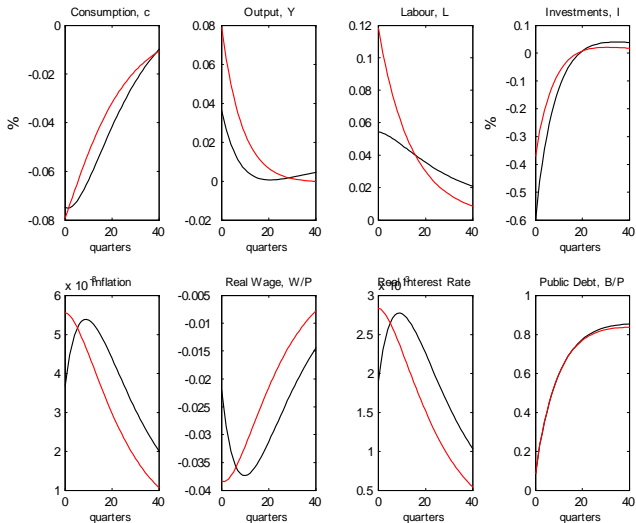 Consumption, c
0
-0.02
-0.04
-0.06
-0.08
%
0 20 40
quarters
Output, Y
0.08
0.06
0.04
0.02
0
-0.02
0 20 40
quarters
Labour, L
0.12
0.1
0.08
0.06
0.04
0.02
0
0 20 40
quarters
Investments, I
0.1
0
-0.1
-0.2
-0.3
-0.4
-0.5
-0.6
%
0 20 40
quarters
x 10
Inflation
6
5
4
3
2
1
0 20 40
quarters
Real Wage, W/P
-0.005
-0.01
-0.015
-0.02
-0.025
-0.03
-0.035
-0.04
0 20 40
quarters
Real Interest Rate
3
2.5
2
1.5
1
0.5
0 20 40
quarters
Public Debt, B/P
1
0.8
0.6
0.4
0.2
0
0 20 40
quarters